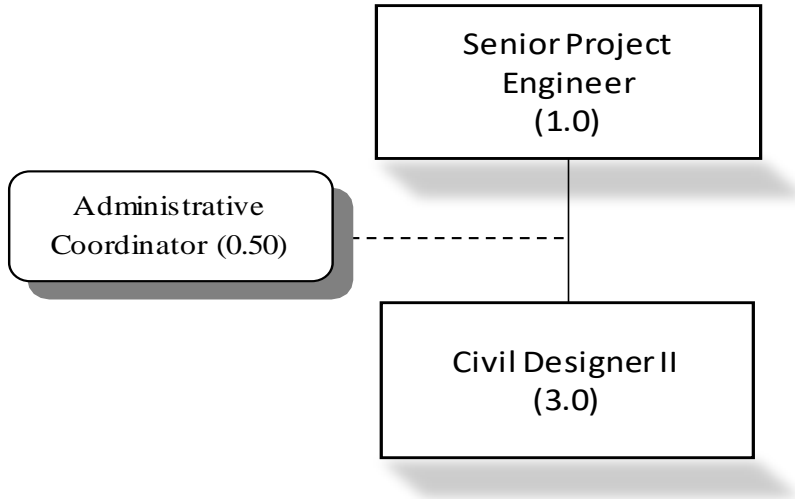 Senior Project
Engineer
(1.0)
Administrative
Coordinator (0.50)
Civil Designer II
(3.0)